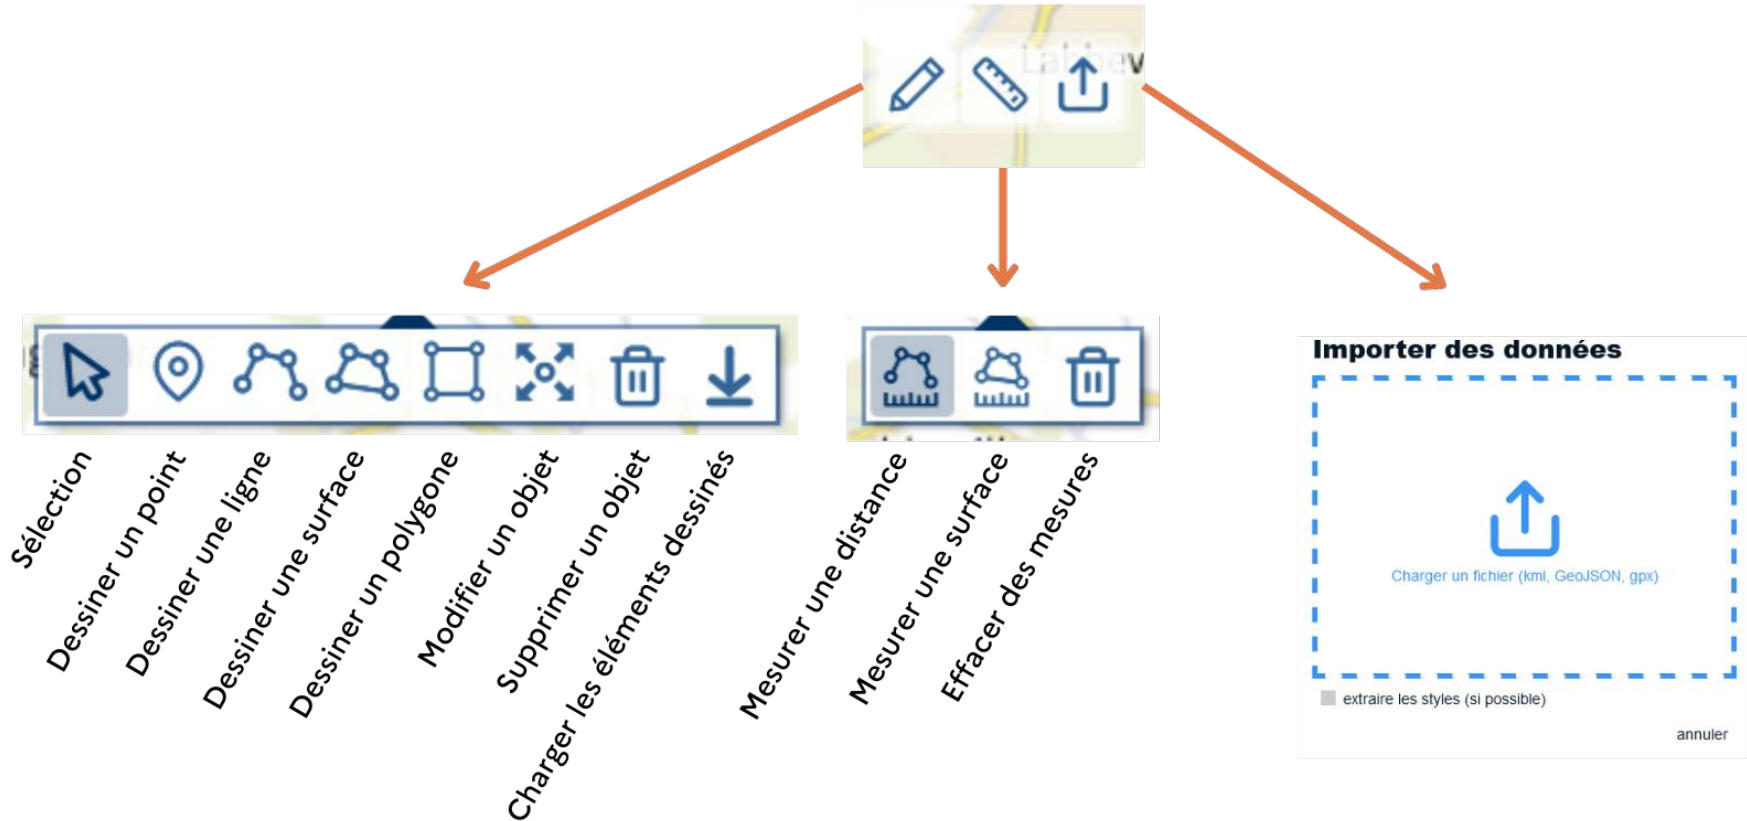 Sélection
Dessiner un point
Dessiner une ligne
Dessiner une surface
Dessiner un polygone
Modifier un objet
Supprimer un objet
Charger les éléments dessinés
Mesurer une distance
Mesurer une surface
Effacer des mesures
Importer des données
Charger un fichier (kml, GeoJSON, gpx)
extraire les styles (si possible)
annuler